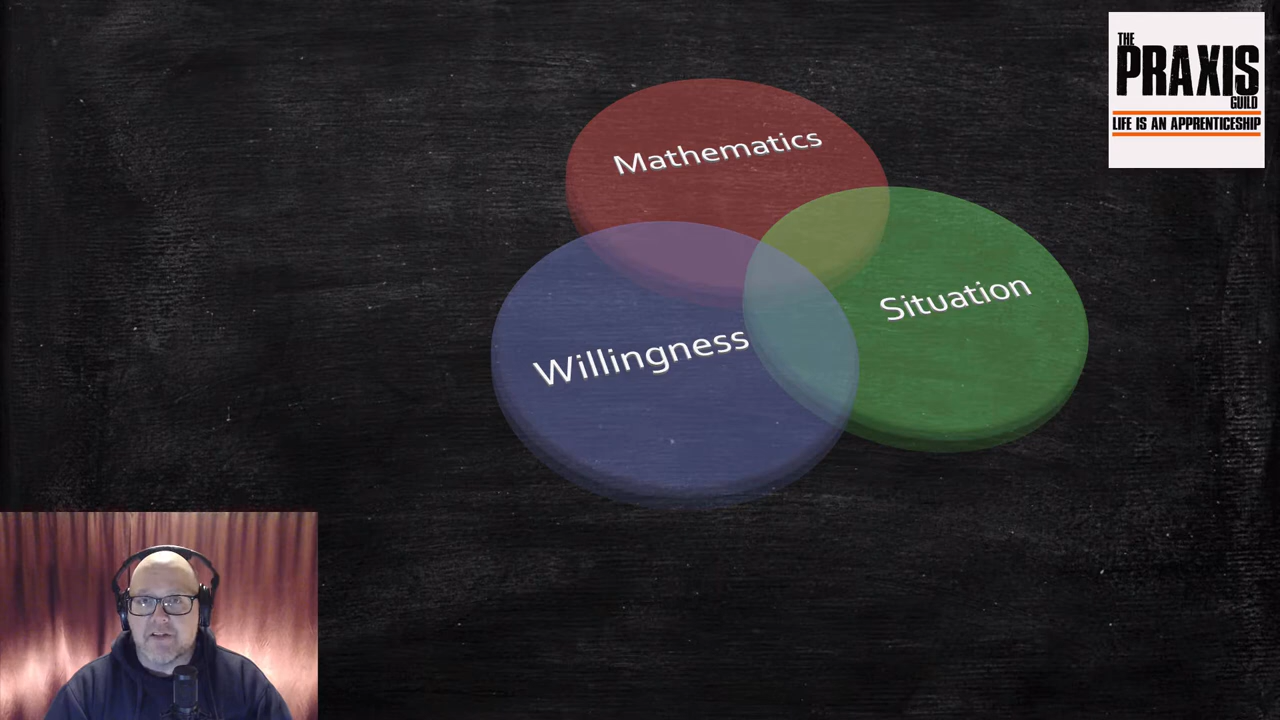 THE
PRAXIS
GUILD
LIFE IS AN APPRENTICESHIP
Mathematics
Situation
Willingness